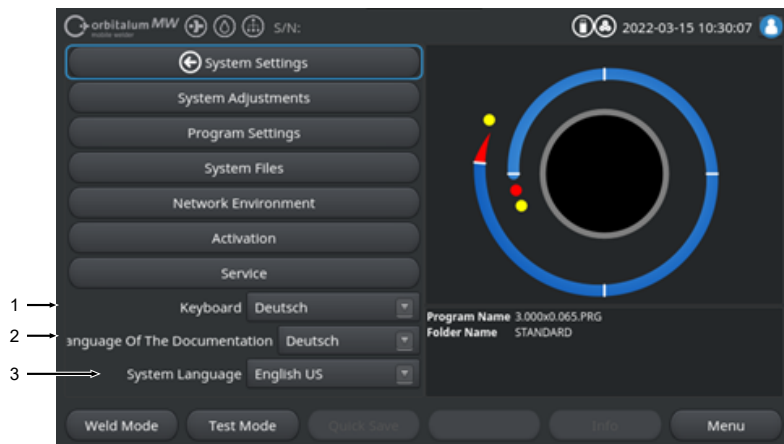 orbitalum MW S/N: 2022-03-15 10:30:07
mobile welder
System Settings
System Adjustments
Program Settings
System Files
Network Environment
Activation
Service
1 Keyboard Deutsch
2 anguage Of The Documentation Deutsch
3 System Language English US
Program Name 3.000x0.065.PRG
Folder Name STANDARD
Weld Mode Test Mode Quick Save Info Menu